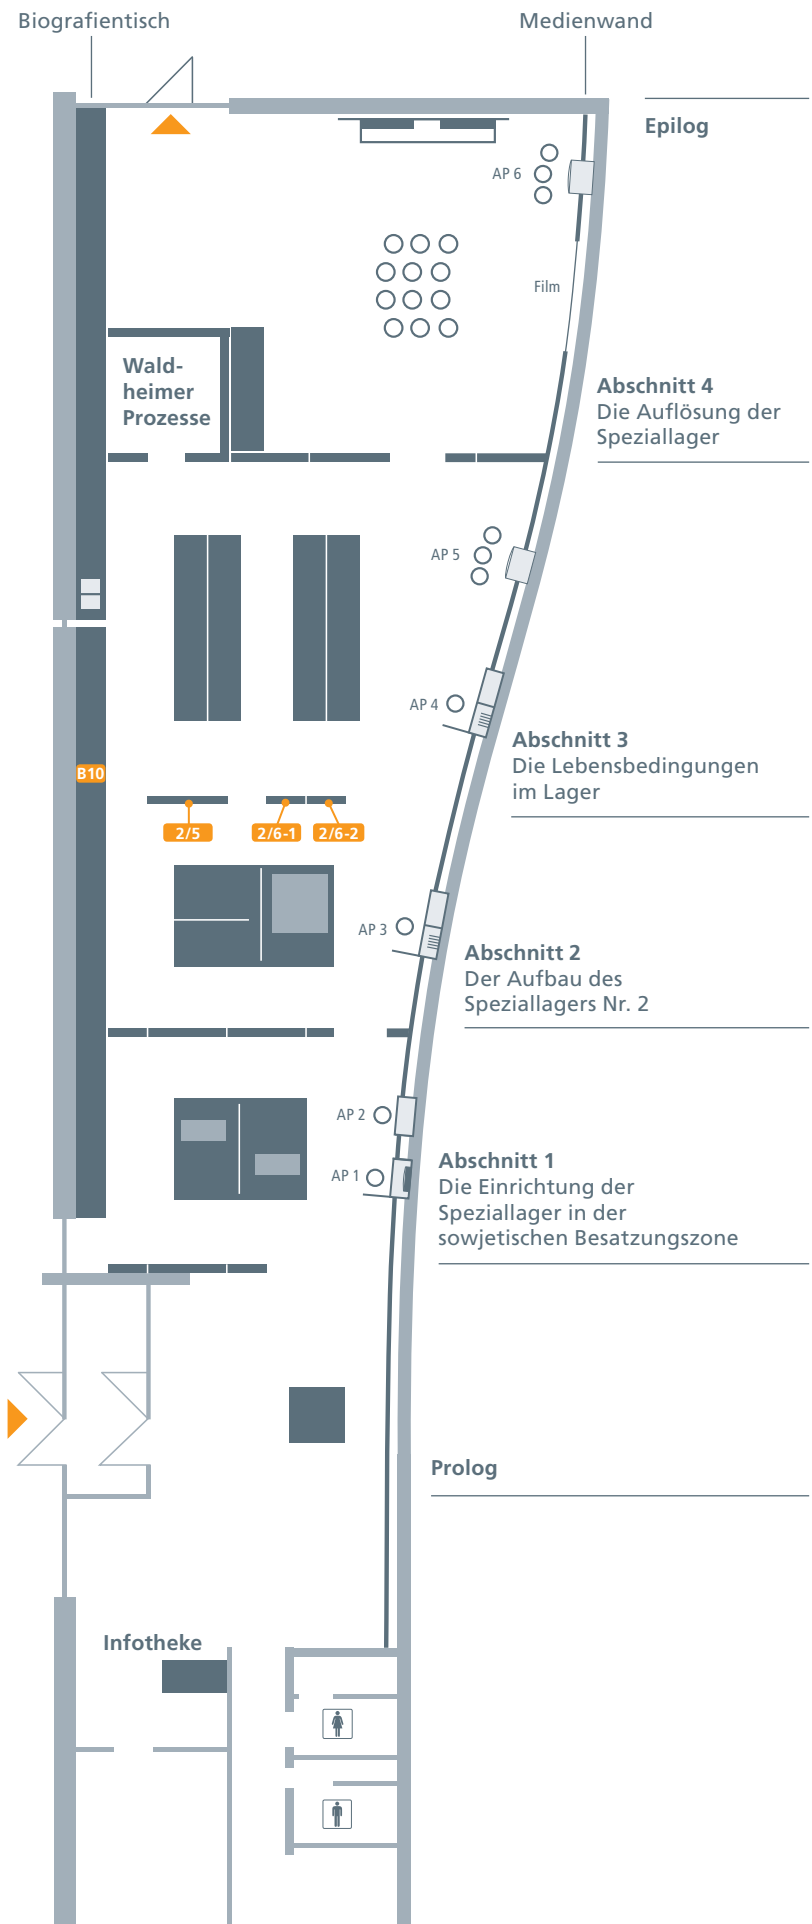 Biografientisch
Medienwand
Epilog
AP 6
Film
Wald-
heimer
Prozesse
Abschnitt 4
Die Auflösung der
Speziallager
AP 5
AP 4
Abschnitt 3
Die Lebensbedingungen
im Lager
B10
2/5
2/6-1
2/6-2
AP 3
Abschnitt 2
Der Aufbau des
Speziallagers Nr. 2
AP 2
AP 1
Abschnitt 1
Die Einrichtung der
Speziallager in der
sowjetischen Besatzungszone
Prolog
Infotheke